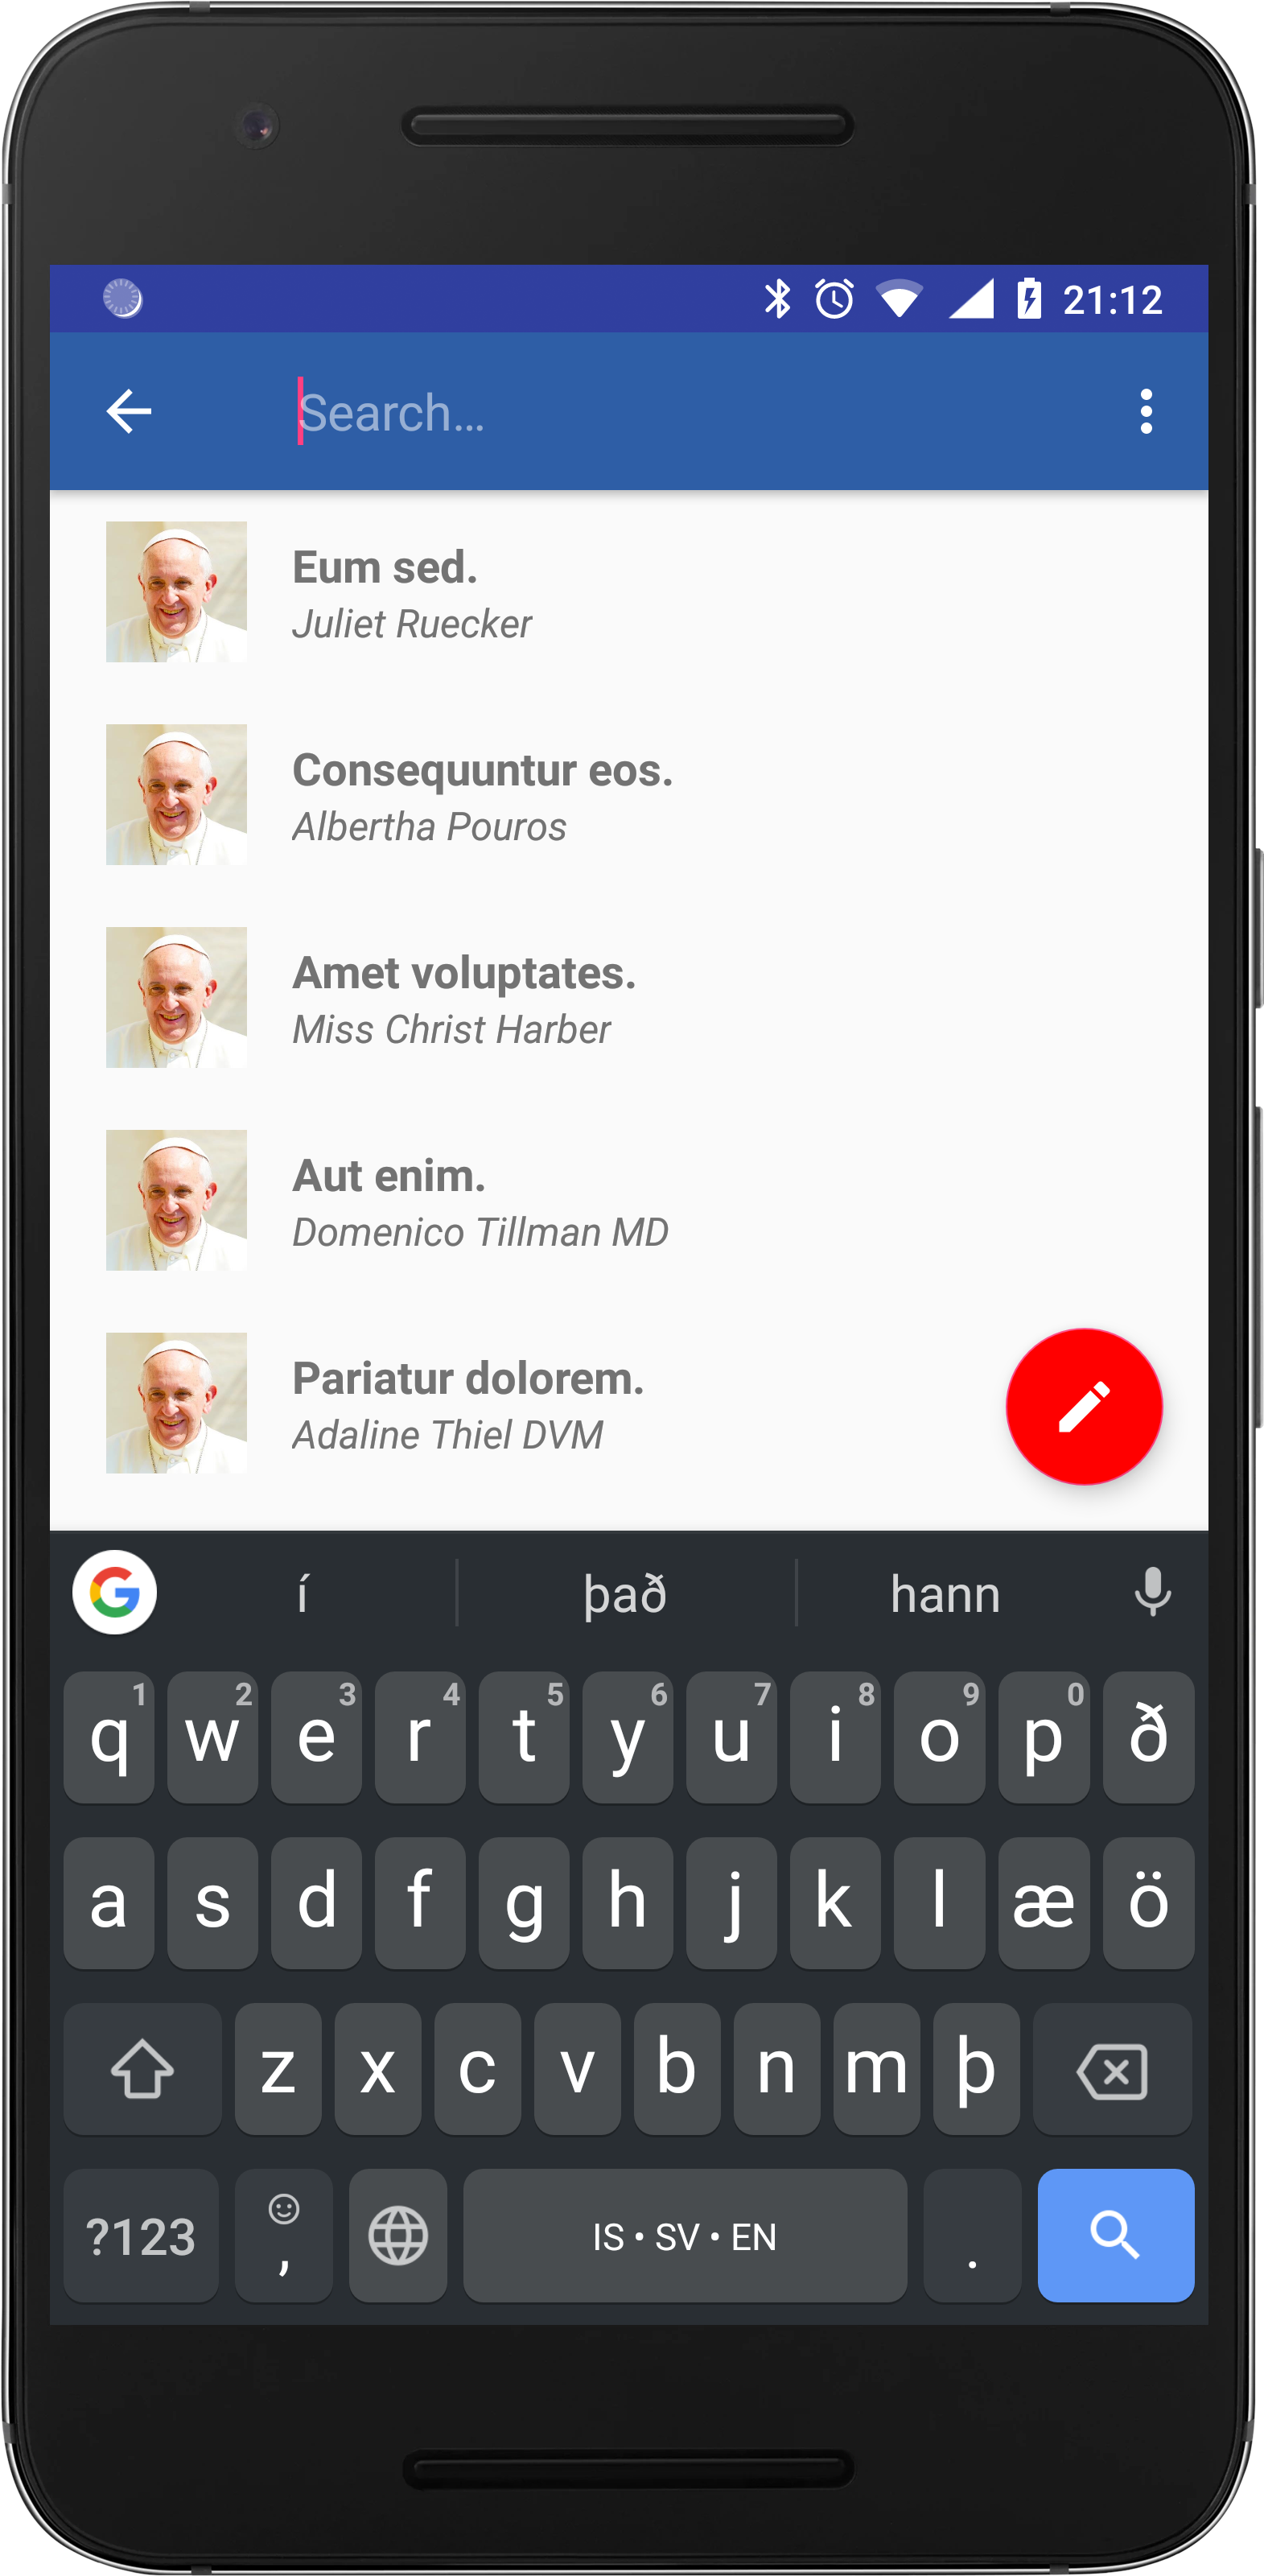 21:12
Search...
Eum sed.
Juliet Ruecker
Consequuntur eos.
Albertha Pouros
Amet voluptates.
Miss Christ Harber
Aut enim.
Domenico Tillman MD
Pariatur dolorem.
Adaline Thiel DVM
G í það hann
1 2 3 4 5 6 7 8 9 0
q w e r t y u i o p ð
a s d f g h j k l æ ö
z x c v b n m þ
?123 , IS • SV • EN .